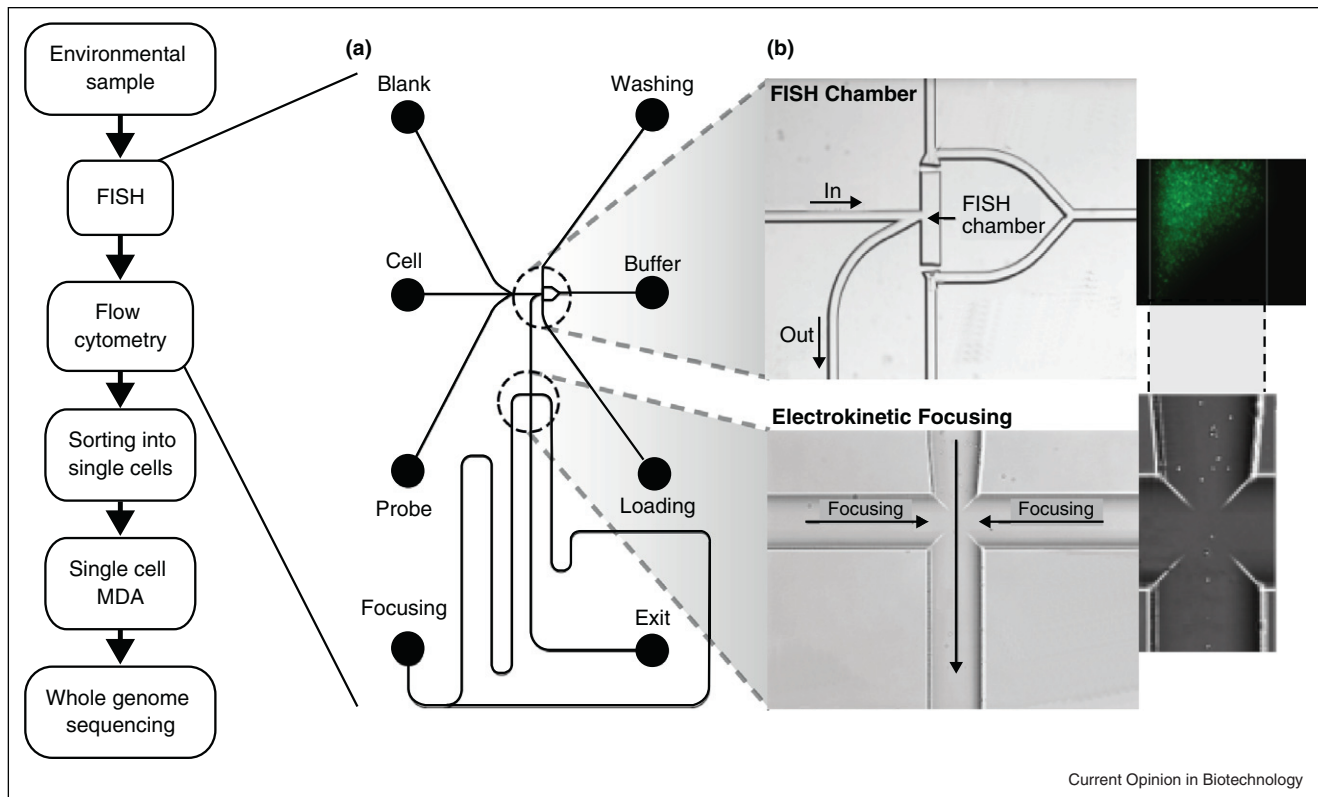 Environmental
sample
FISH
Flow
cytometry
Sorting into
single cells
Single cell
MDA
Whole genome
sequencing
(a)
Blank
Washing
Cell
Buffer
Probe
Loading
Focusing
Exit
(b)
FISH Chamber
In
FISH
chamber
Out
Electrokinetic Focusing
Focusing
Focusing
Current Opinion in Biotechnology